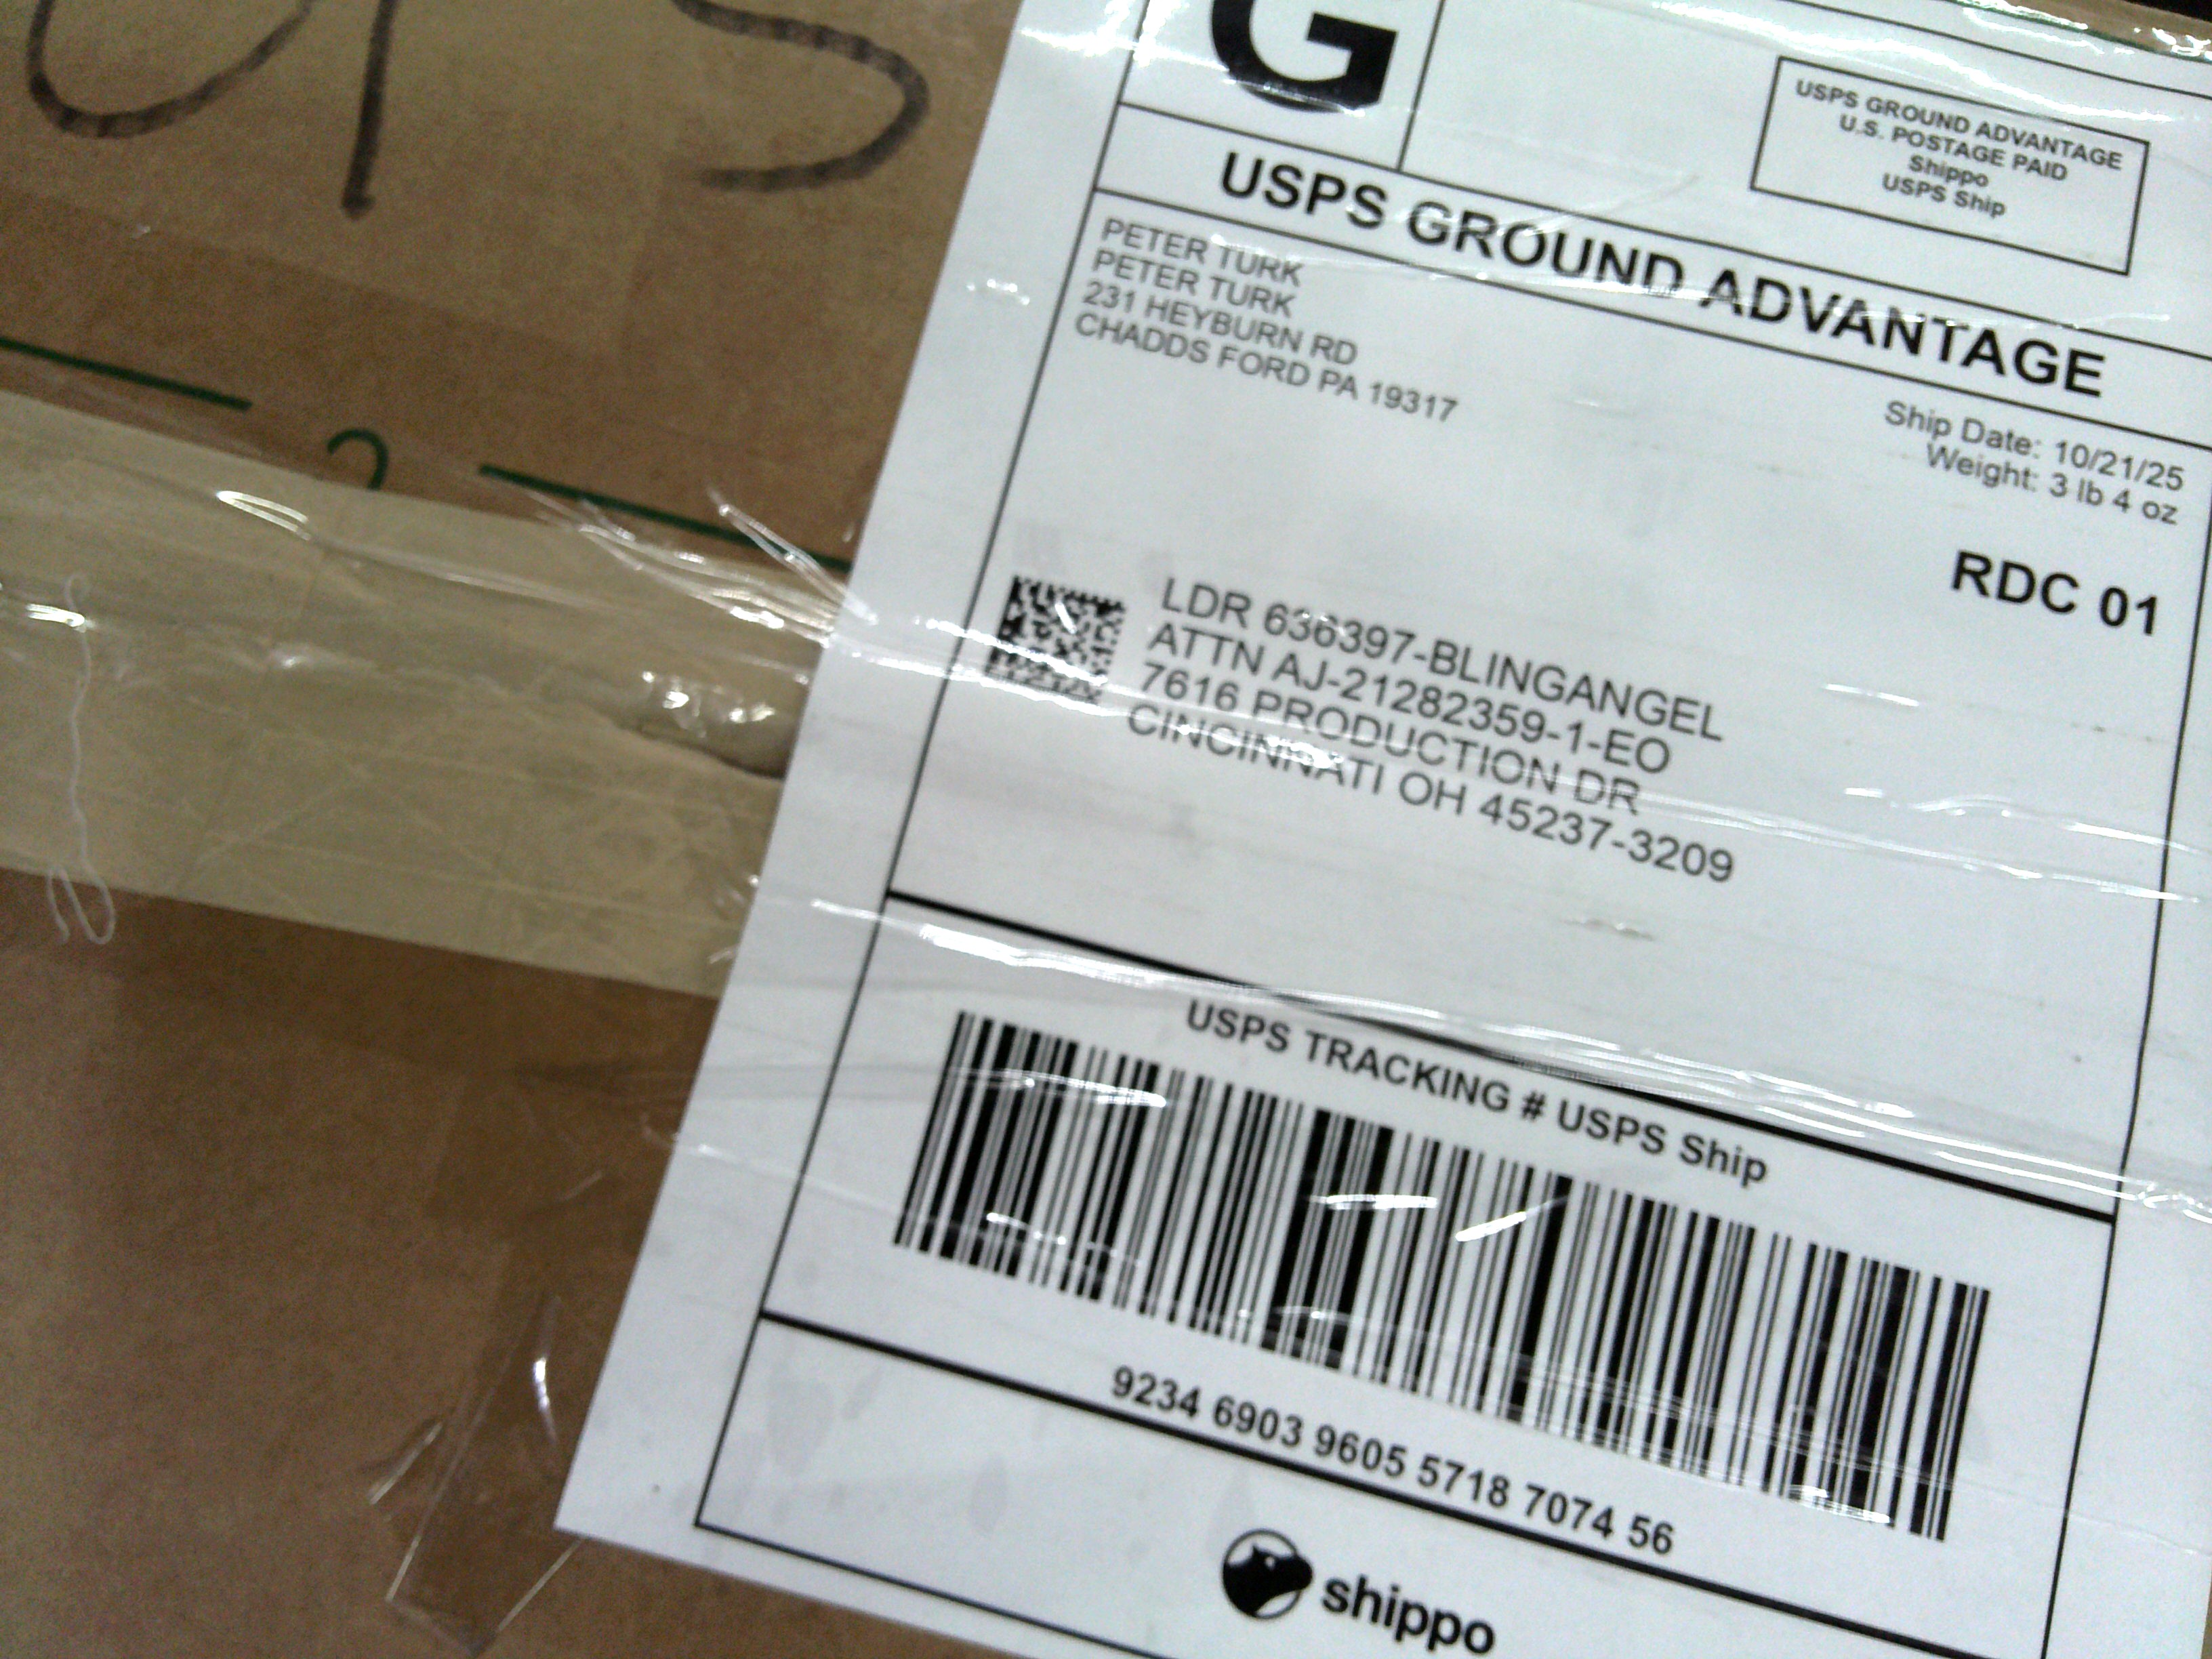 G
USPS GROUND ADVANTAGE
U.S. POSTAGE PAID
Shippo
USPS Ship
USPS GROUND ADVANTAGE
PETER TURK
PETER TURK
231 HEYBURN RD
CHADDS FORD PA 19317
Ship Date: 10/21/25
Weight: 3 lb 4 oz
RDC 01
LDR 636397-BLINGANGEL
ATTN AJ-21282359-1-EO
7616 PRODUCTION DR
CINCINNATI OH 45237-3209
USPS TRACKING # USPS Ship
9234 6903 9605 5718 7074 56
shippo